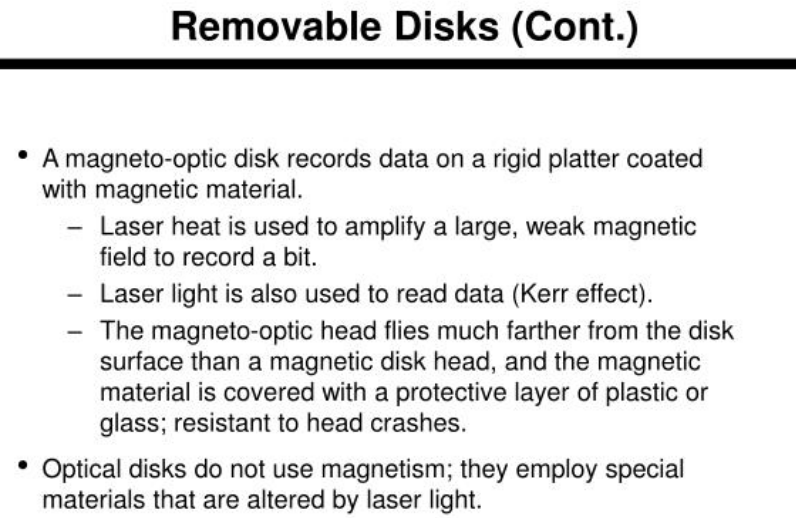 Removable Disks (Cont.)
• A magneto-optic disk records data on a rigid platter coated
with magnetic material.
– Laser heat is used to amplify a large, weak magnetic
field to record a bit.
– Laser light is also used to read data (Kerr effect).
– The magneto-optic head flies much farther from the disk
surface than a magnetic disk head, and the magnetic
material is covered with a protective layer of plastic or
glass; resistant to head crashes.
• Optical disks do not use magnetism; they employ special
materials that are altered by laser light.